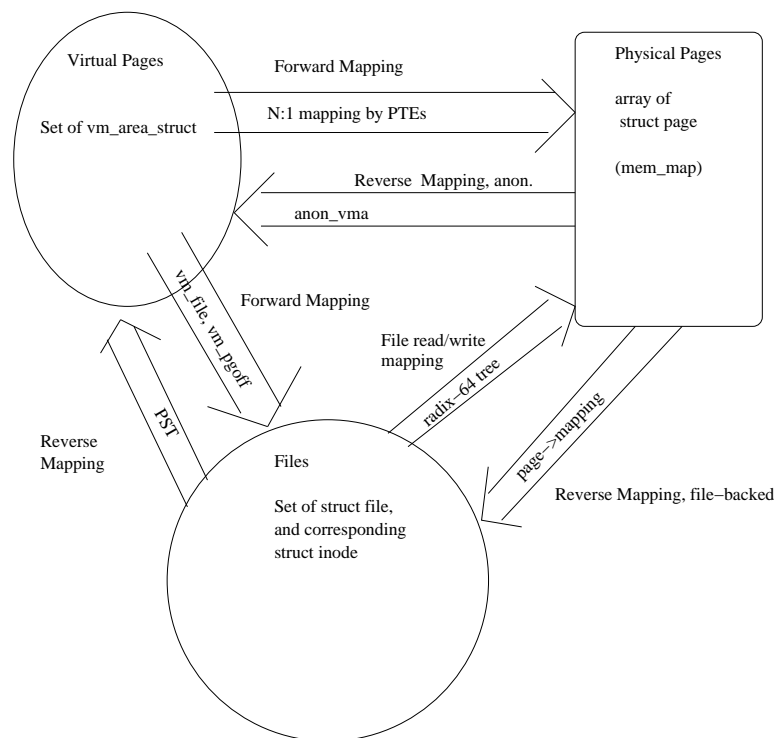 Virtual Pages
Set of vm_area_struct
Forward Mapping
N:1 mapping by PTEs
Physical Pages
array of
struct page
(mem_map)
Reverse Mapping, anon.
anon_vma
vm_file, vm_pgoff
Forward Mapping
File read/write
mapping
radix−64 tree
page−>mapping
Reverse Mapping, file−backed
PST
Reverse
Mapping
Files
Set of struct file,
and corresponding
struct inode